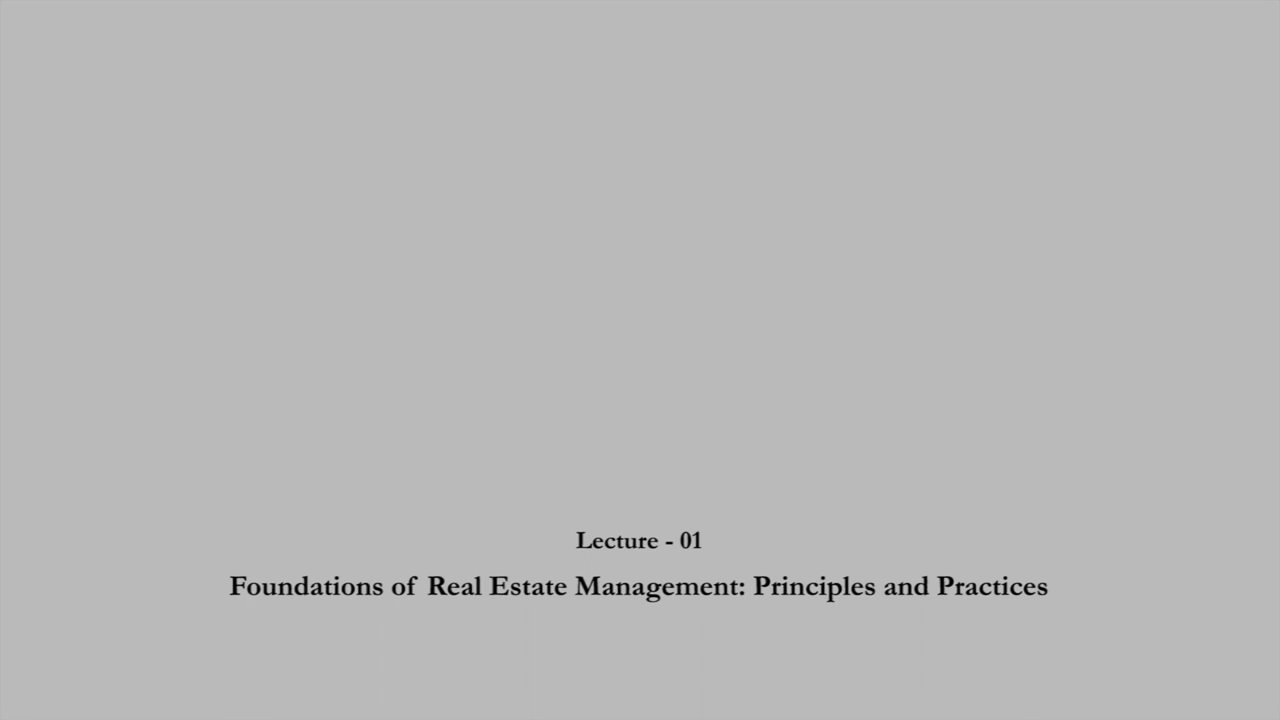 Lecture - 01
Foundations of Real Estate Management: Principles and Practices